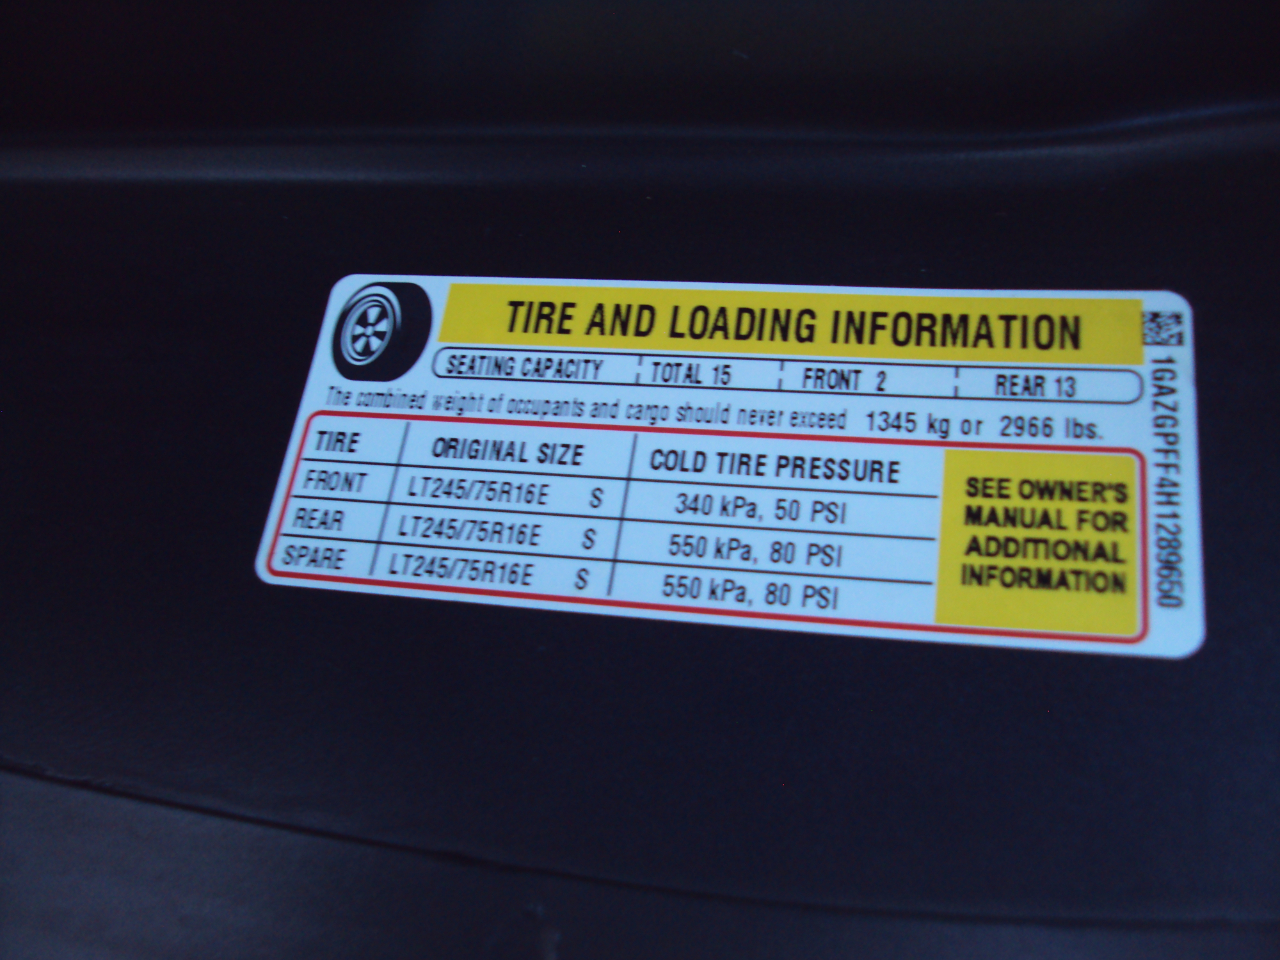 TIRE AND LOADING INFORMATION
SEATING CAPACITY TOTAL 15 FRONT 2 REAR 13
The combined weight of occupants and cargo should never exceed 1345 kg or 2966 lbs.
TIRE ORIGINAL SIZE COLD TIRE PRESSURE
FRONT LT245/75R16E S 340 kPa, 50 PSI
REAR LT245/75R16E S 550 kPa, 80 PSI
SPARE LT245/75R16E S 550 kPa, 80 PSI
SEE OWNER'S
MANUAL FOR
ADDITIONAL
INFORMATION
1GAZGPFF4H1289650